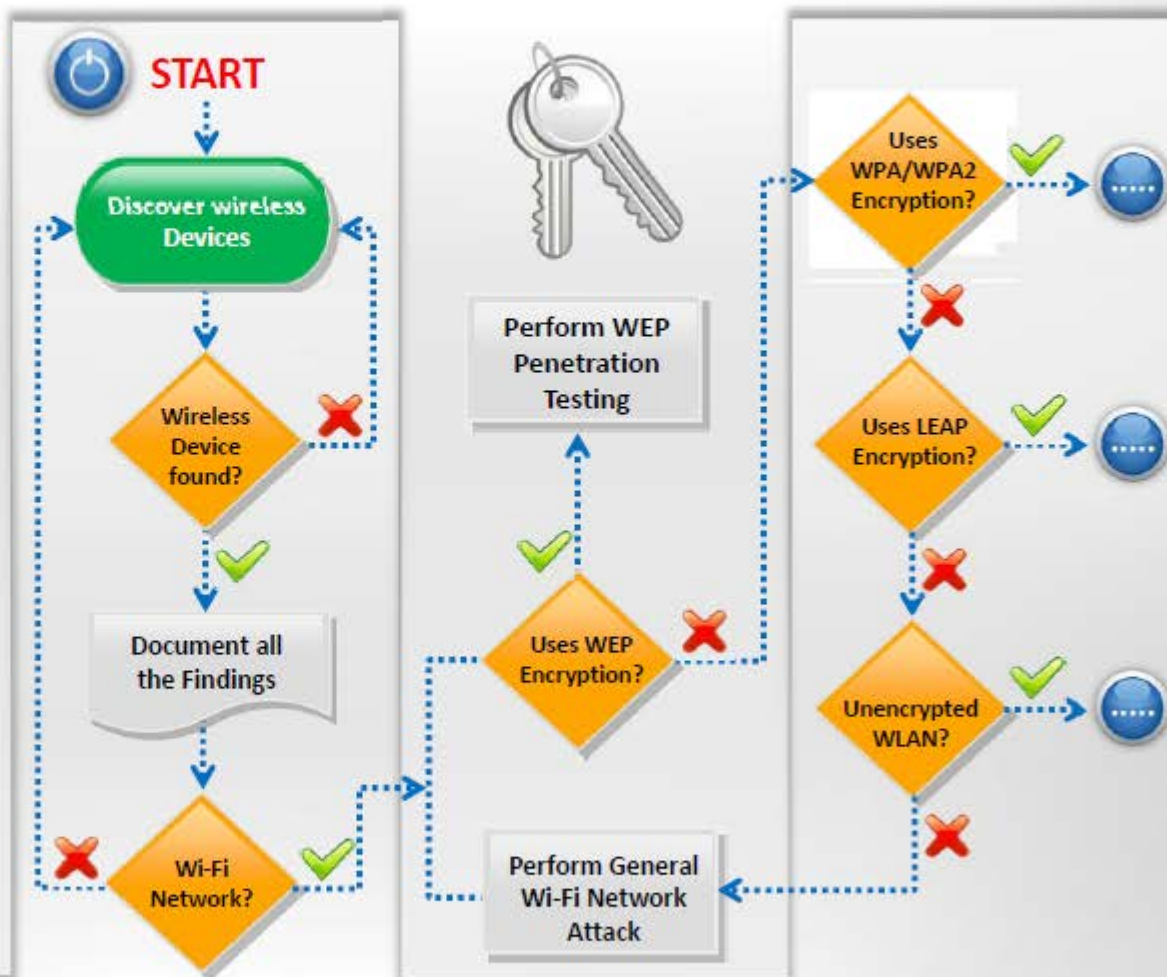 START
Discover wireless
Devices
Wireless
Device
found?
Document all
the Findings
Wi-Fi
Network?
Perform WEP
Penetration
Testing
Uses WEP
Encryption?
Perform General
Wi-Fi Network
Attack
Uses
WPA/WPA2
Encryption?
Uses LEAP
Encryption?
Unencrypted
WLAN?